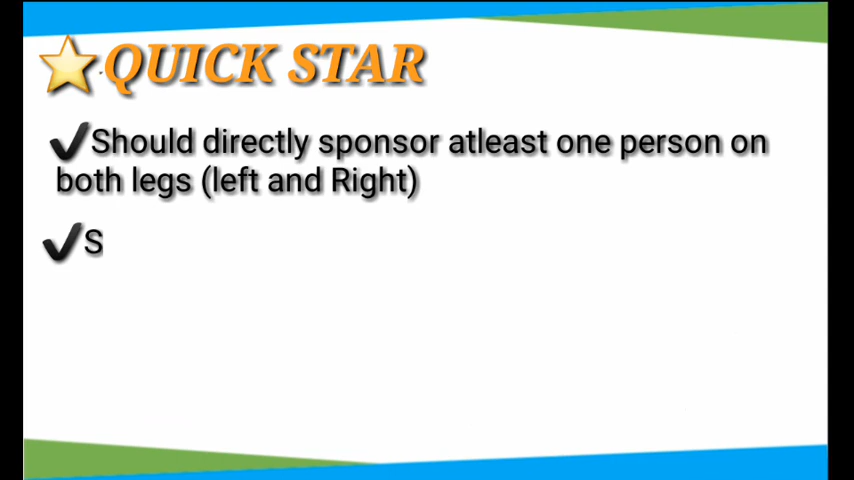 QUICK STAR
✔Should directly sponsor atleast one person on
both legs (left and Right)
✔S